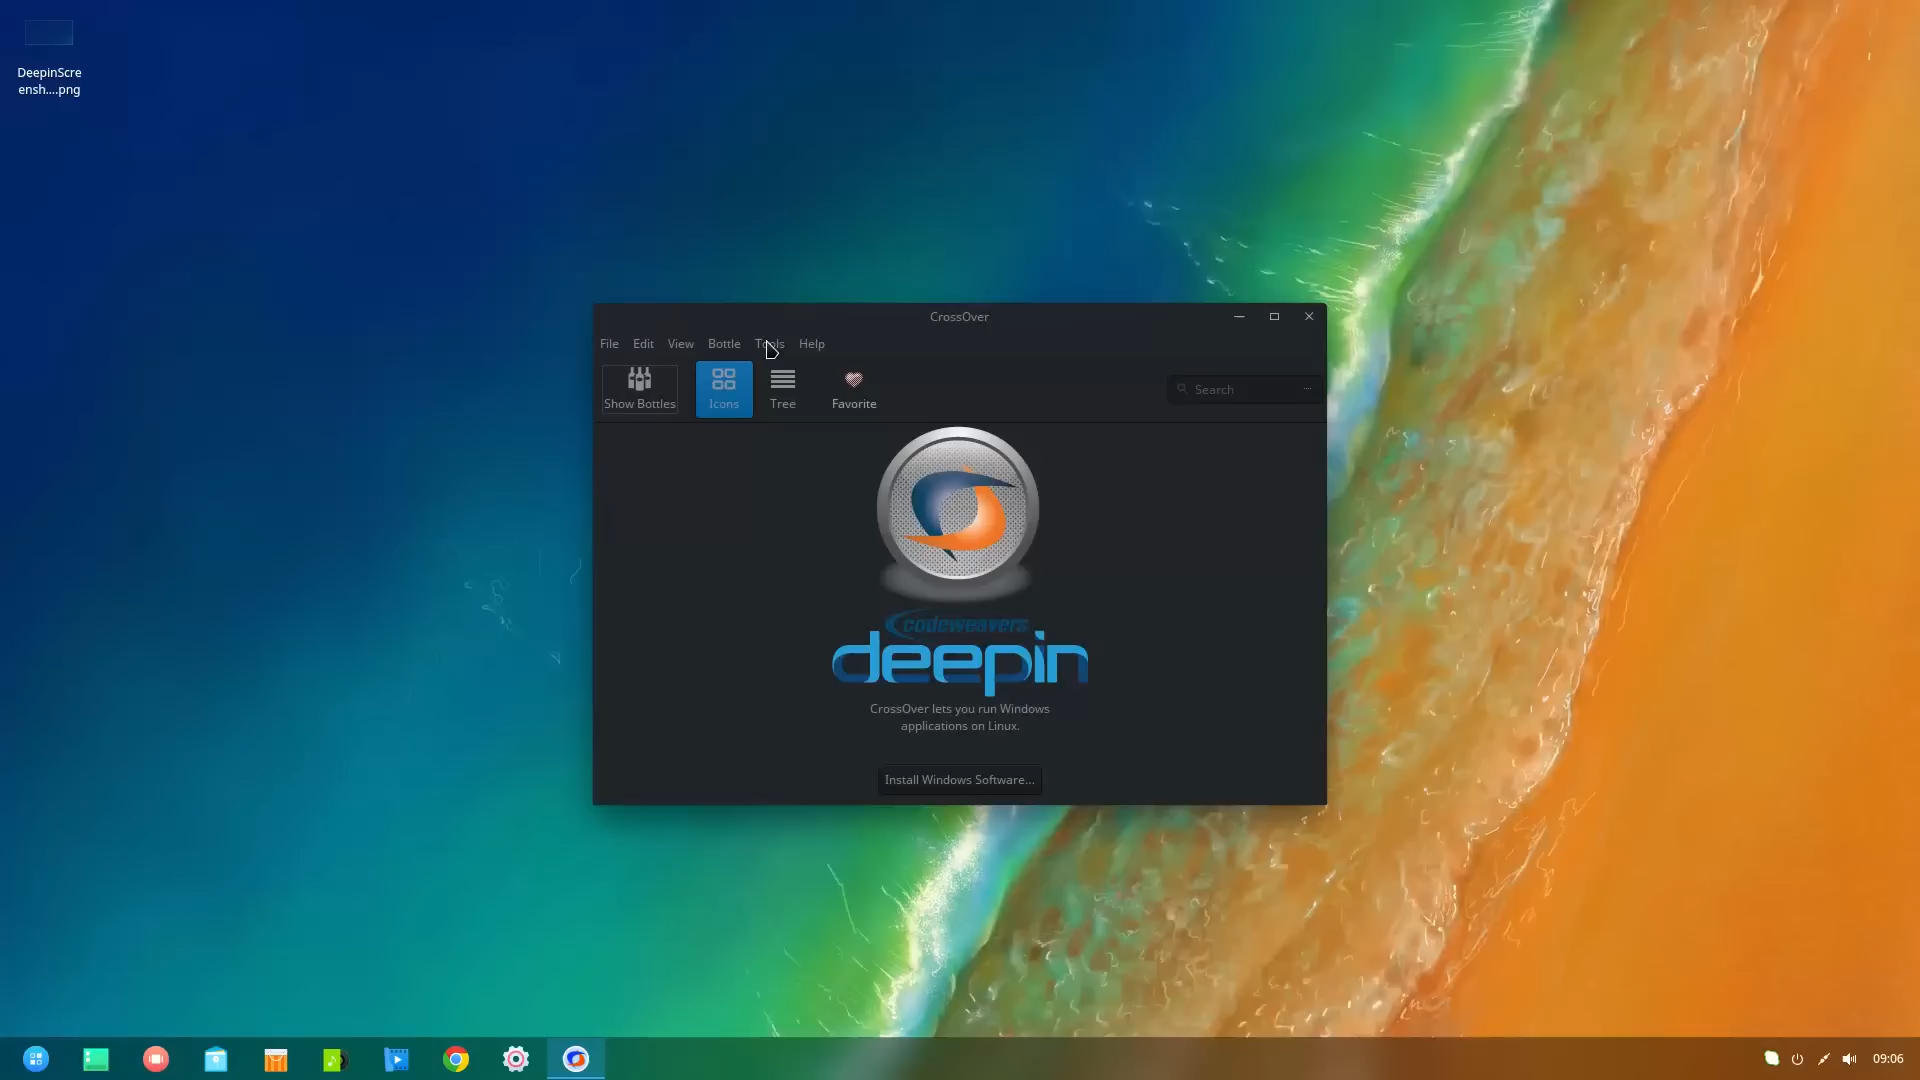 DeepinScre
ensh....png
CrossOver
File Edit View Bottle Tools Help
Show Bottles Icons Tree Favorite Search
codeweavers
deepin
CrossOver lets you run Windows
applications on Linux.
Install Windows Software...
09:06